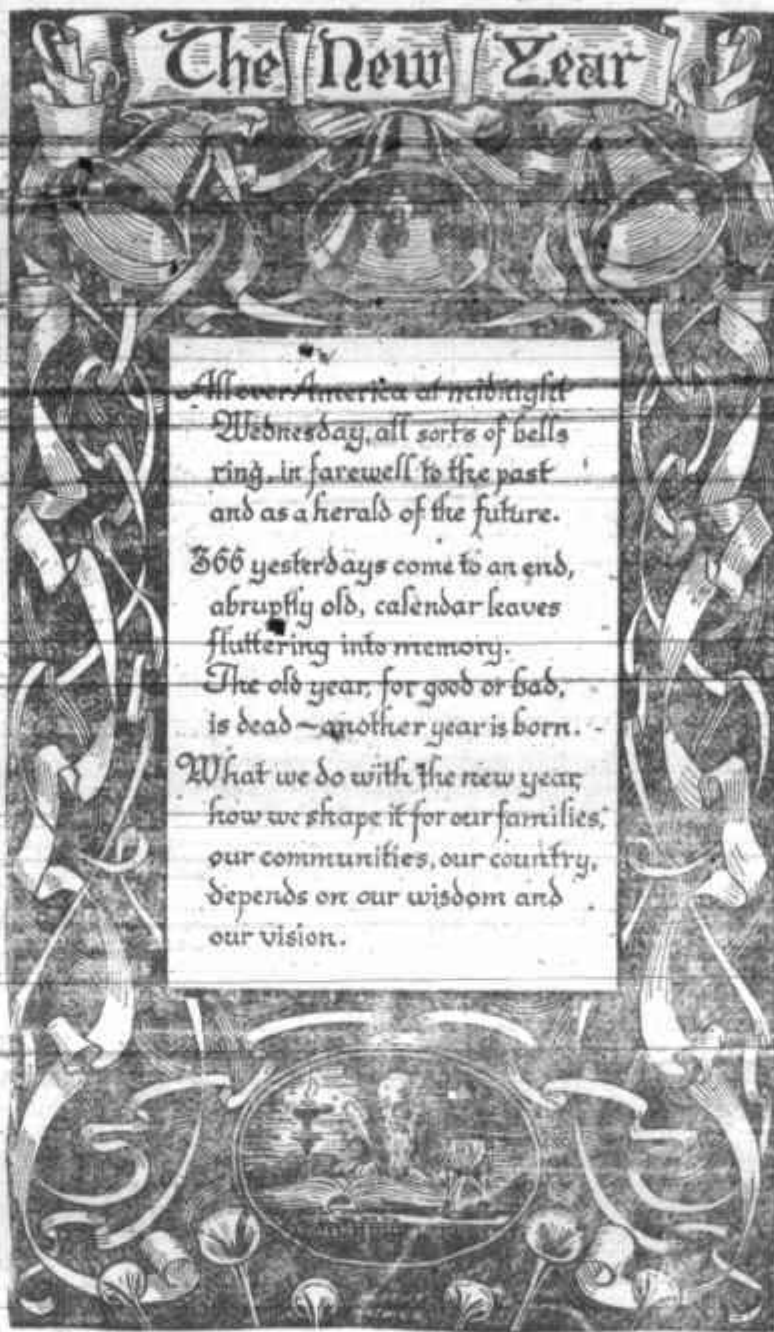 The New Year
All over America at midnight
Wednesday, all sorts of bells
ring, in farewell to the past
and as a herald of the future.
366 yesterdays come to an end,
abruptly old, calendar leaves
fluttering into memory.
The old year, for good or bad,
is dead—another year is born.
What we do with the new year,
how we shape it for our families,
our communities, our country,
depends on our wisdom and
our vision.